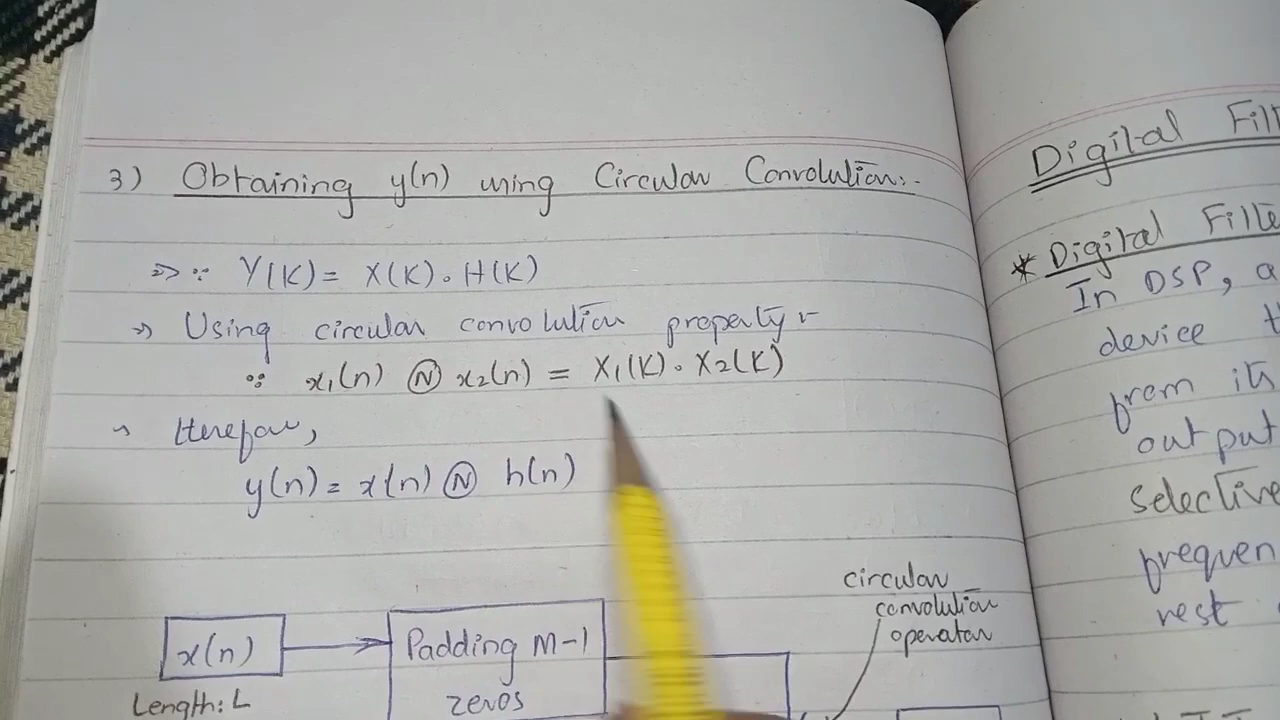 3) Obtaining y(n) using Circular Convolution:-
⇒ ∵ Y(K) = X(K) . H(K)
→ Using circular convolution property :-
∵ x1(n) Ⓝ x2(n) = X1(K) . X2(K)
→ Therefore,
y(n) = x(n) Ⓝ h(n)
circular
convolution
operator
x(n)
Padding M-1
zeros
Length: L
Digital Filt
* Digital Filte
In DSP, a
device t
from its
output
selective
frequen
rest